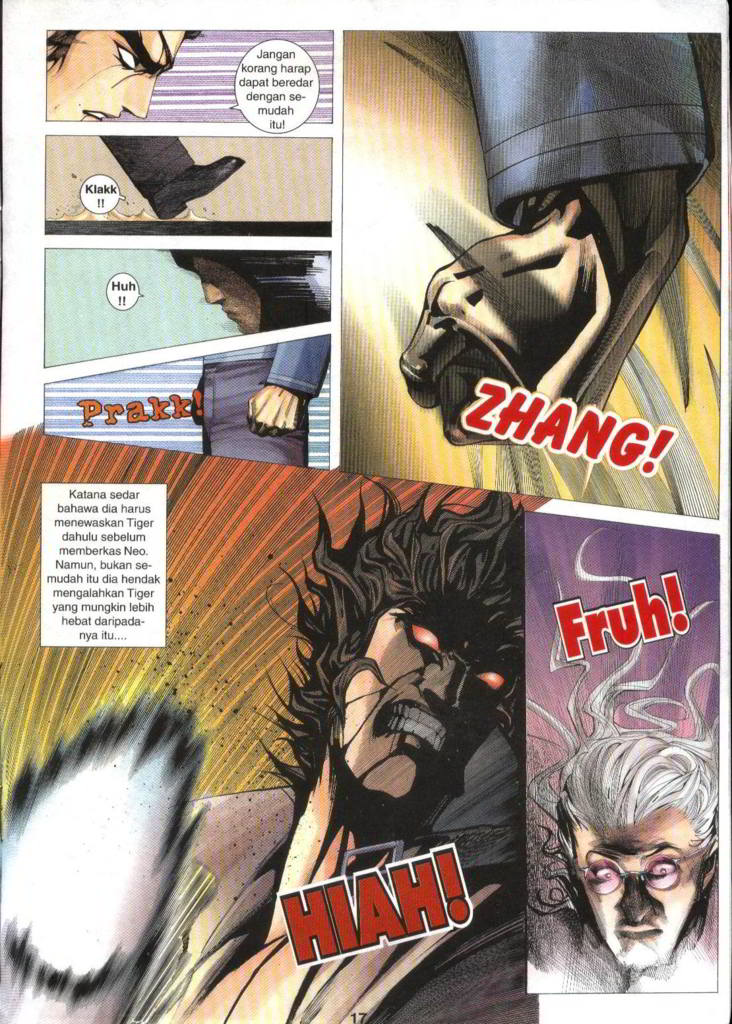 Jangan
korang harap
dapat beredar
dengan se-
mudah
itu!
Klakk
!!
Huh
!!
Prakk!
ZHANG!
Katana sedar
bahawa dia harus
menewaskan Tiger
dahulu sebelum
memberkas Neo.
Namun, bukan se-
mudah itu dia hendak
mengalahkan Tiger
yang mungkin lebih
hebat daripada-
nya itu....
Fruh!
HIAH!
17